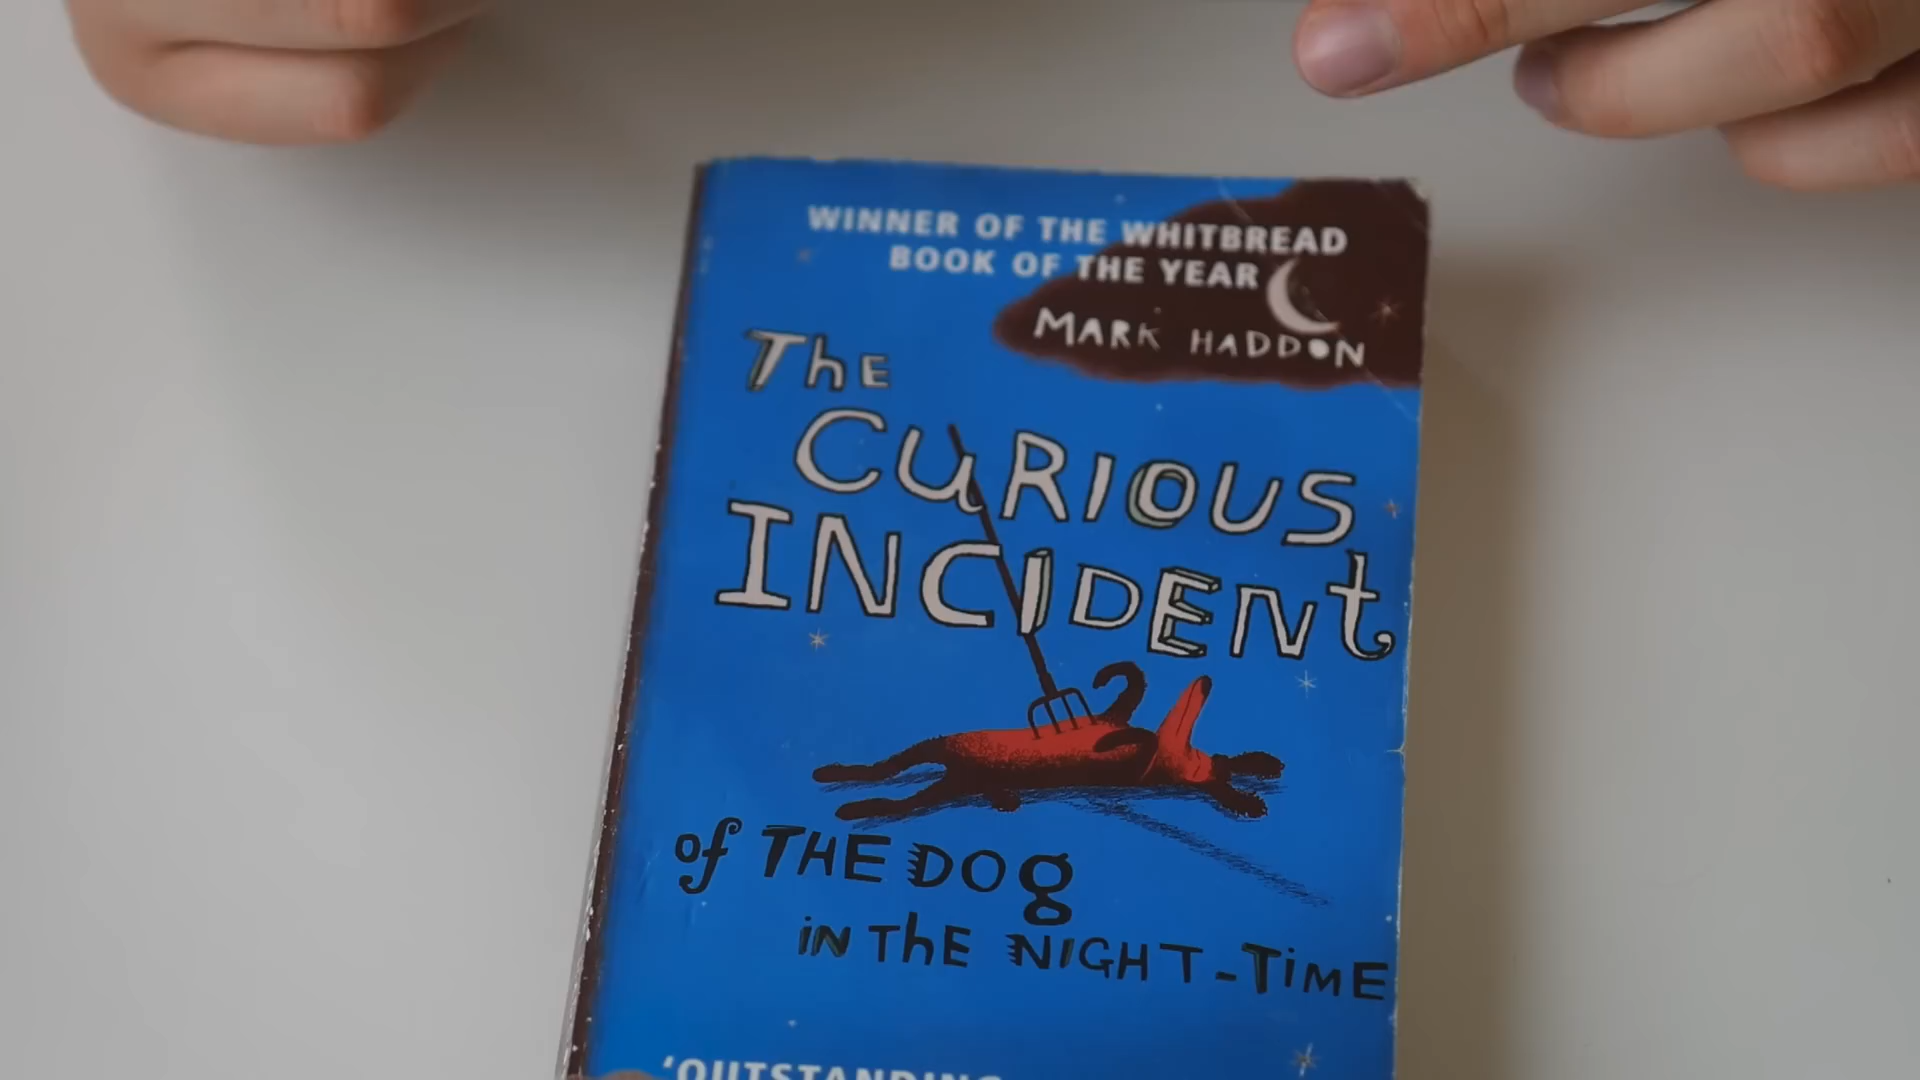 WINNER OF THE WHITBREAD
BOOK OF THE YEAR
MARK HADDON
The
CuRIOUS
INCIDENt
of THE DOg
iN THE NIGHT-TiME
'OUTSTANDING